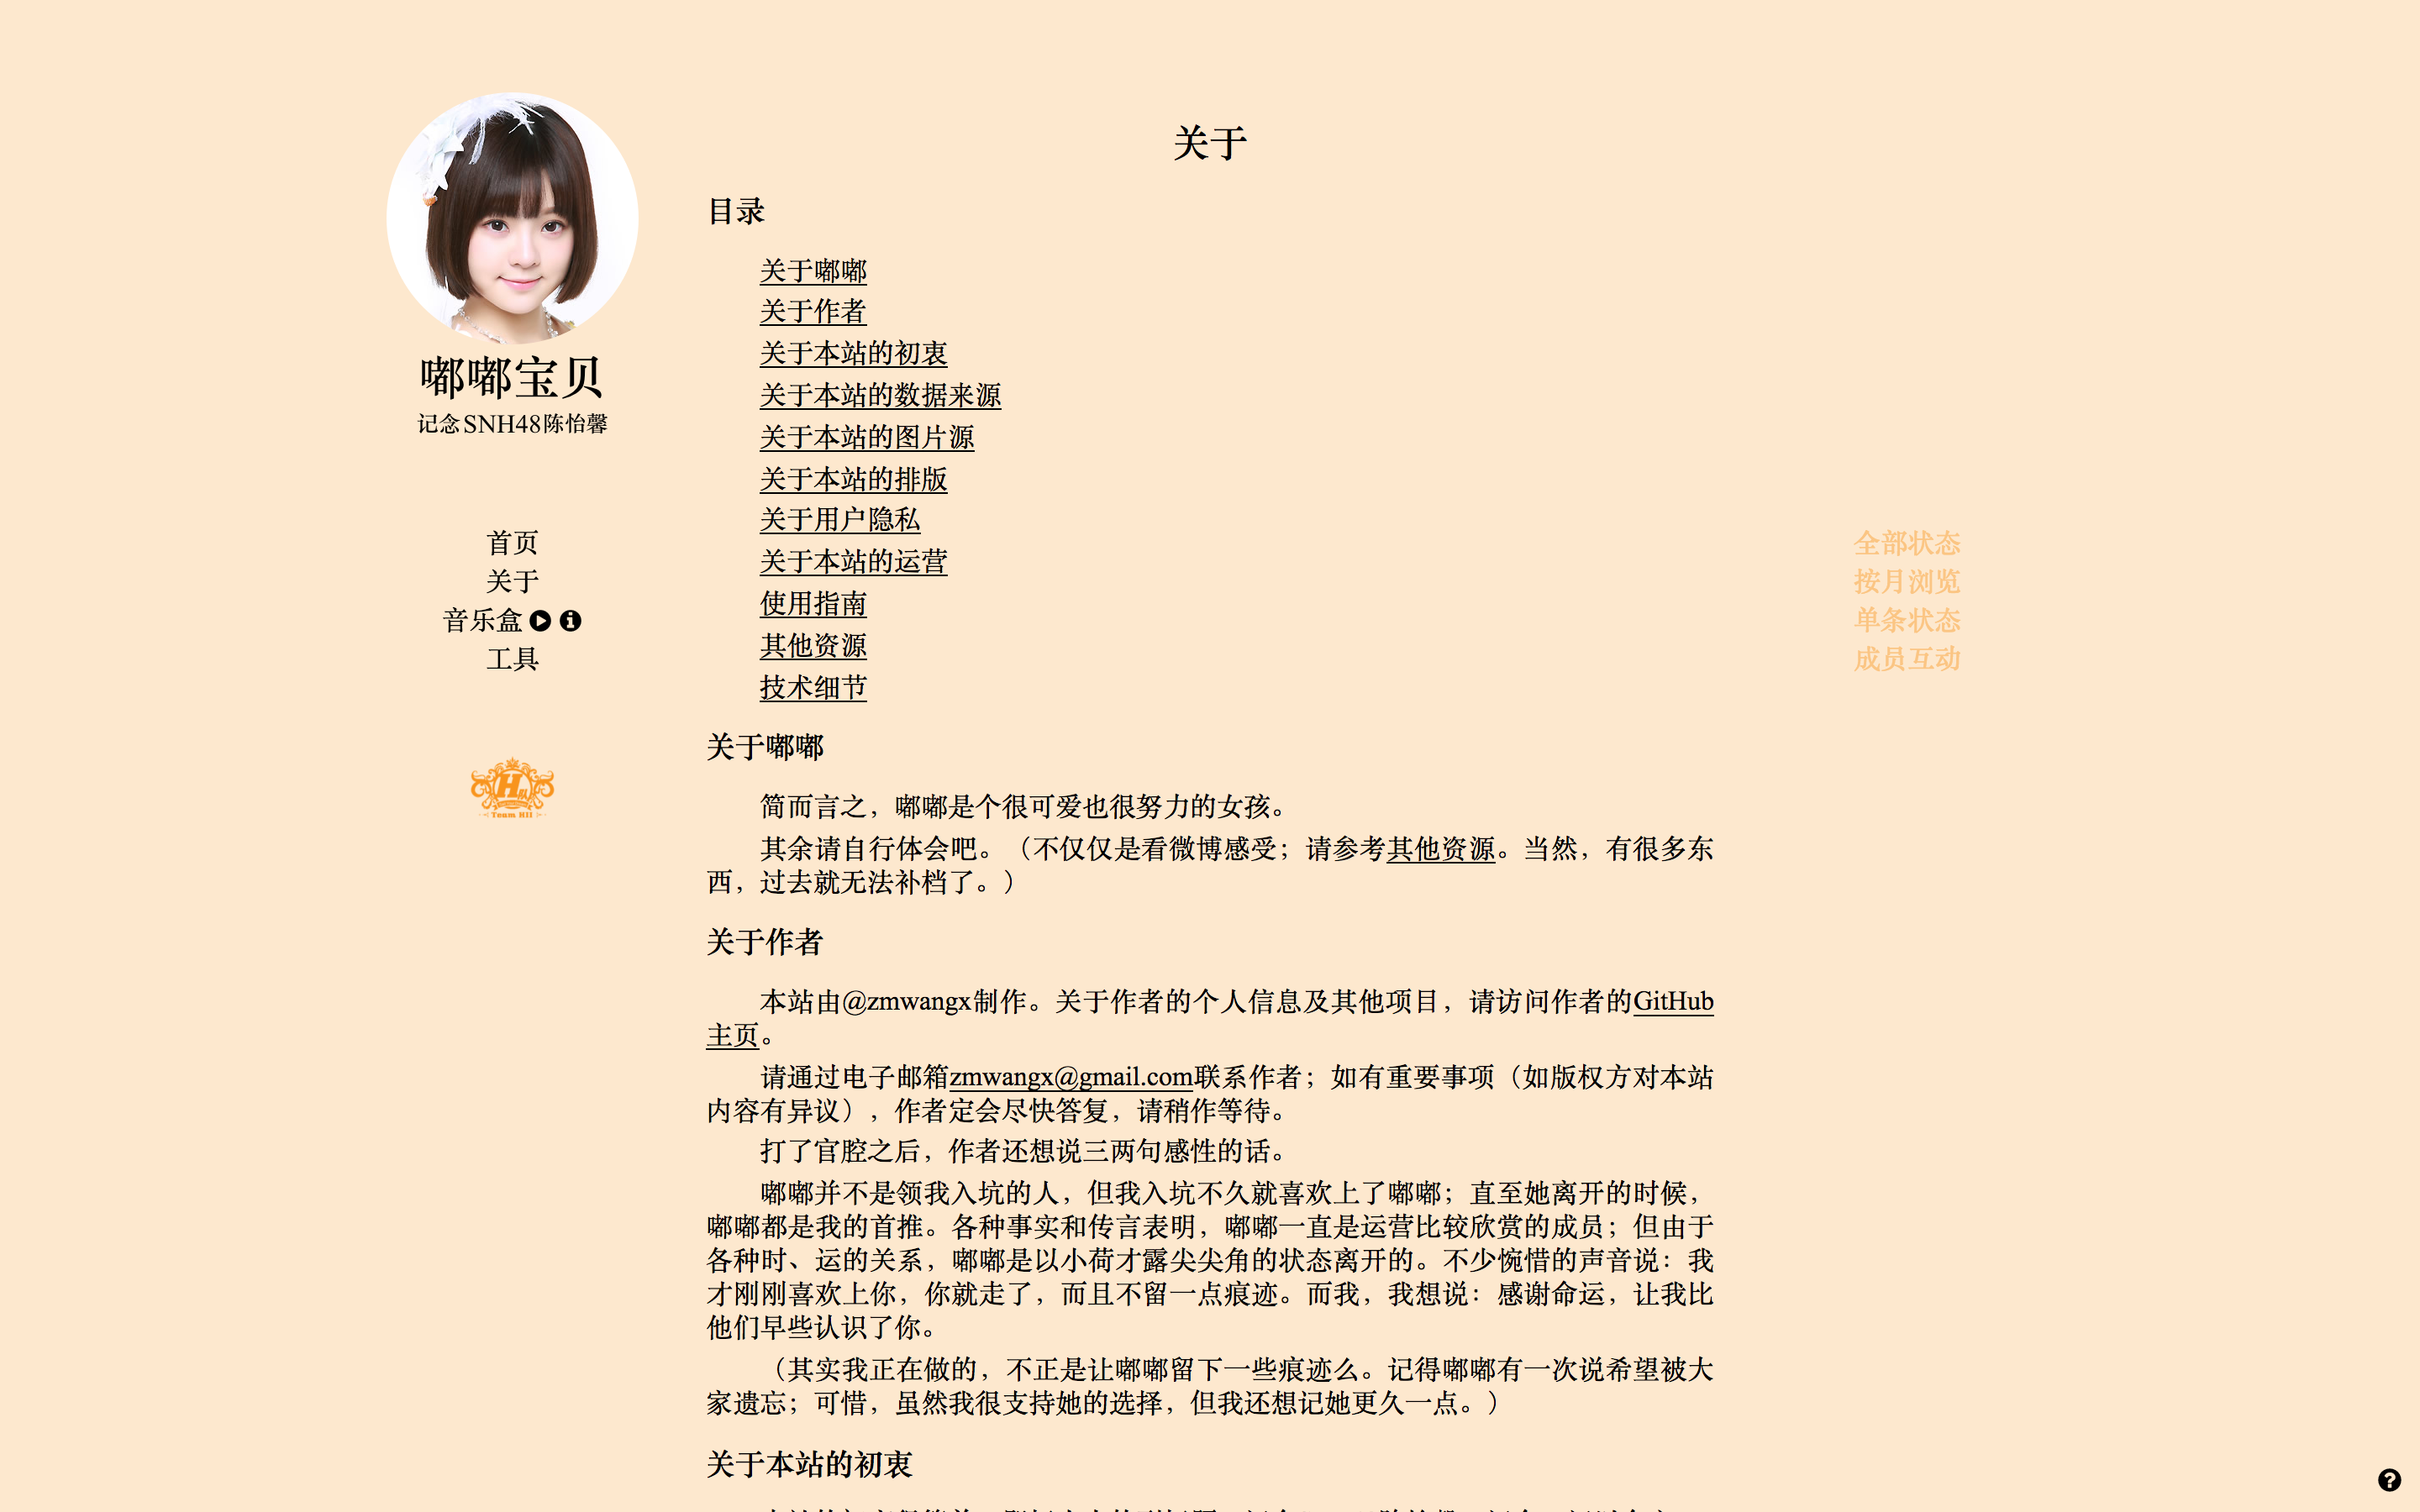 嘟嘟宝贝
记念SNH48陈怡馨
首页
关于
音乐盒
工具
H队
Team HII
关于
目录
关于嘟嘟
关于作者
关于本站的初衷
关于本站的数据来源
关于本站的图片源
关于本站的排版
关于用户隐私
关于本站的运营
使用指南
其他资源
技术细节
关于嘟嘟
简而言之，嘟嘟是个很可爱也很努力的女孩。
其余请自行体会吧。（不仅仅是看微博感受；请参考其他资源。当然，有很多东
西，过去就无法补档了。）
关于作者
本站由@zmwangx制作。关于作者的个人信息及其他项目，请访问作者的GitHub
主页。
请通过电子邮箱zmwangx@gmail.com联系作者；如有重要事项（如版权方对本站
内容有异议），作者定会尽快答复，请稍作等待。
打了官腔之后，作者还想说三两句感性的话。
嘟嘟并不是领我入坑的人，但我入坑不久就喜欢上了嘟嘟；直至她离开的时候，
嘟嘟都是我的首推。各种事实和传言表明，嘟嘟一直是运营比较欣赏的成员；但由于
各种时、运的关系，嘟嘟是以小荷才露尖尖角的状态离开的。不少惋惜的声音说：我
才刚刚喜欢上你，你就走了，而且不留一点痕迹。而我，我想说：感谢命运，让我比
他们早些认识了你。
（其实我正在做的，不正是让嘟嘟留下一些痕迹么。记得嘟嘟有一次说希望被大
家遗忘；可惜，虽然我很支持她的选择，但我还想记她更久一点。）
关于本站的初衷
全部状态
按月浏览
单条状态
成员互动